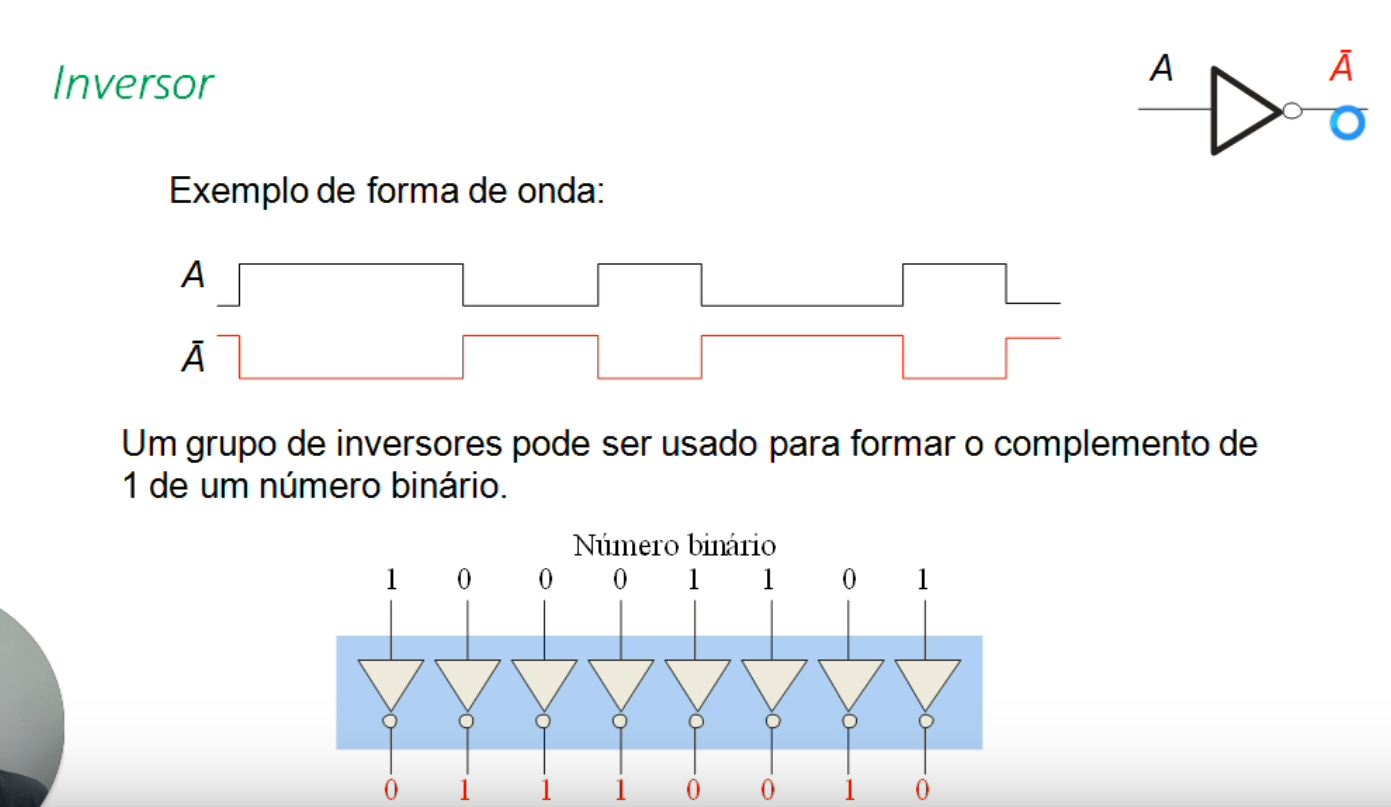 Inversor
A Ā
Exemplo de forma de onda:
A
Ā
Um grupo de inversores pode ser usado para formar o complemento de
1 de um número binário.
Número binário
1 0 0 0 1 1 0 1
0 1 1 1 0 0 1 0